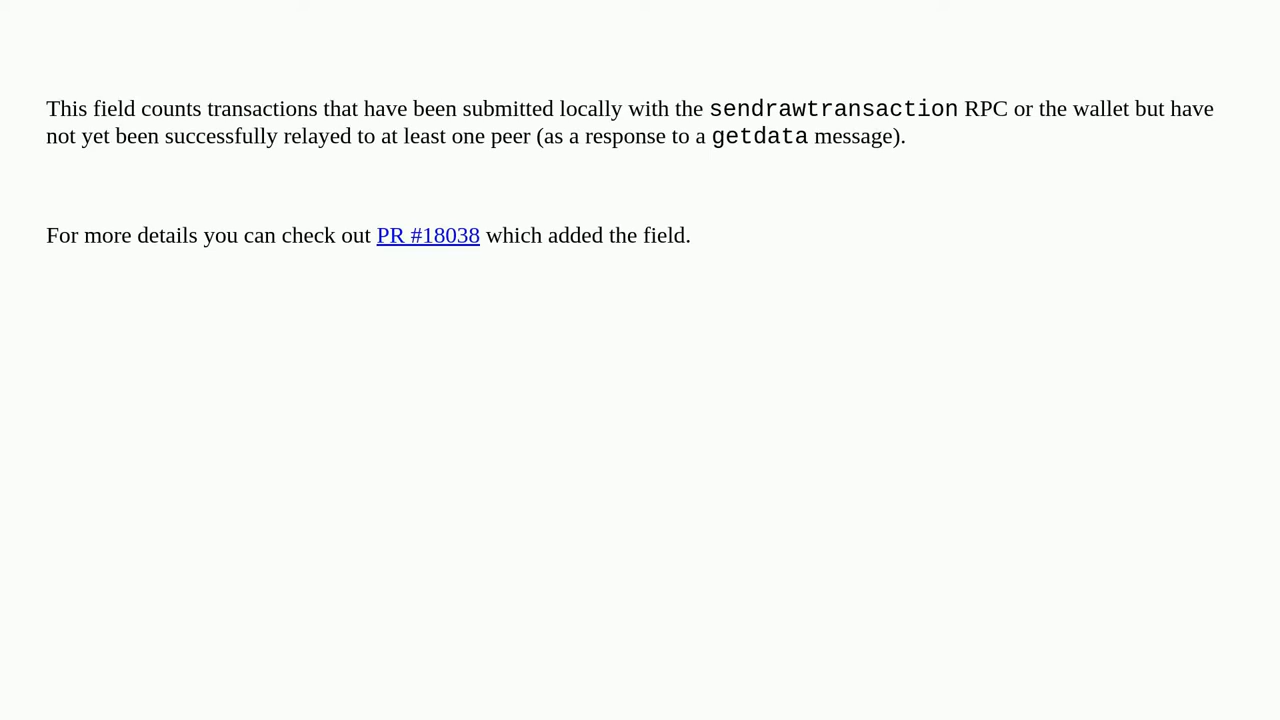 This field counts transactions that have been submitted locally with the sendrawtransaction RPC or the wallet but have
not yet been successfully relayed to at least one peer (as a response to a getdata message).
For more details you can check out PR #18038 which added the field.